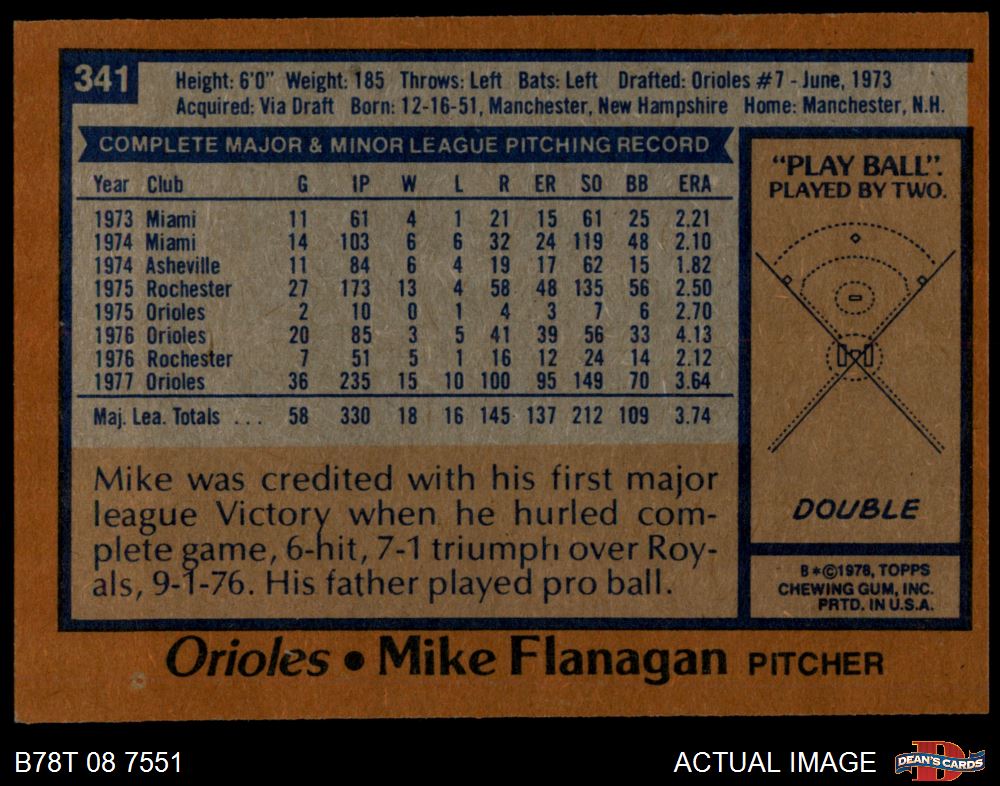 341
Height: 6'0" Weight: 185 Throws: Left Bats: Left Drafted: Orioles #7 - June, 1973
Acquired: Via Draft Born: 12-16-51, Manchester, New Hampshire Home: Manchester, N.H.
COMPLETE MAJOR & MINOR LEAGUE PITCHING RECORD
Year Club G IP W L R ER SO BB ERA
1973 Miami 11 61 4 1 21 15 61 25 2.21
1974 Miami 14 103 6 6 32 24 119 48 2.10
1974 Asheville 11 84 6 4 19 17 62 15 1.82
1975 Rochester 27 173 13 4 58 48 135 56 2.50
1975 Orioles 2 10 0 1 4 3 7 6 2.70
1976 Orioles 20 85 3 5 41 39 56 33 4.13
1976 Rochester 7 51 5 1 16 12 24 14 2.12
1977 Orioles 36 235 15 10 100 95 149 70 3.64
Maj. Lea. Totals ... 58 330 18 16 145 137 212 109 3.74
Mike was credited with his first major
league Victory when he hurled com-
plete game, 6-hit, 7-1 triumph over Roy-
als, 9-1-76. His father played pro ball.
"PLAY BALL".
PLAYED BY TWO.
DOUBLE
B*©1978, TOPPS
CHEWING GUM, INC.
PRTD. IN U.S.A.
Orioles • Mike Flanagan PITCHER
B78T 08 7551
ACTUAL IMAGE
D
DEAN'S CARDS